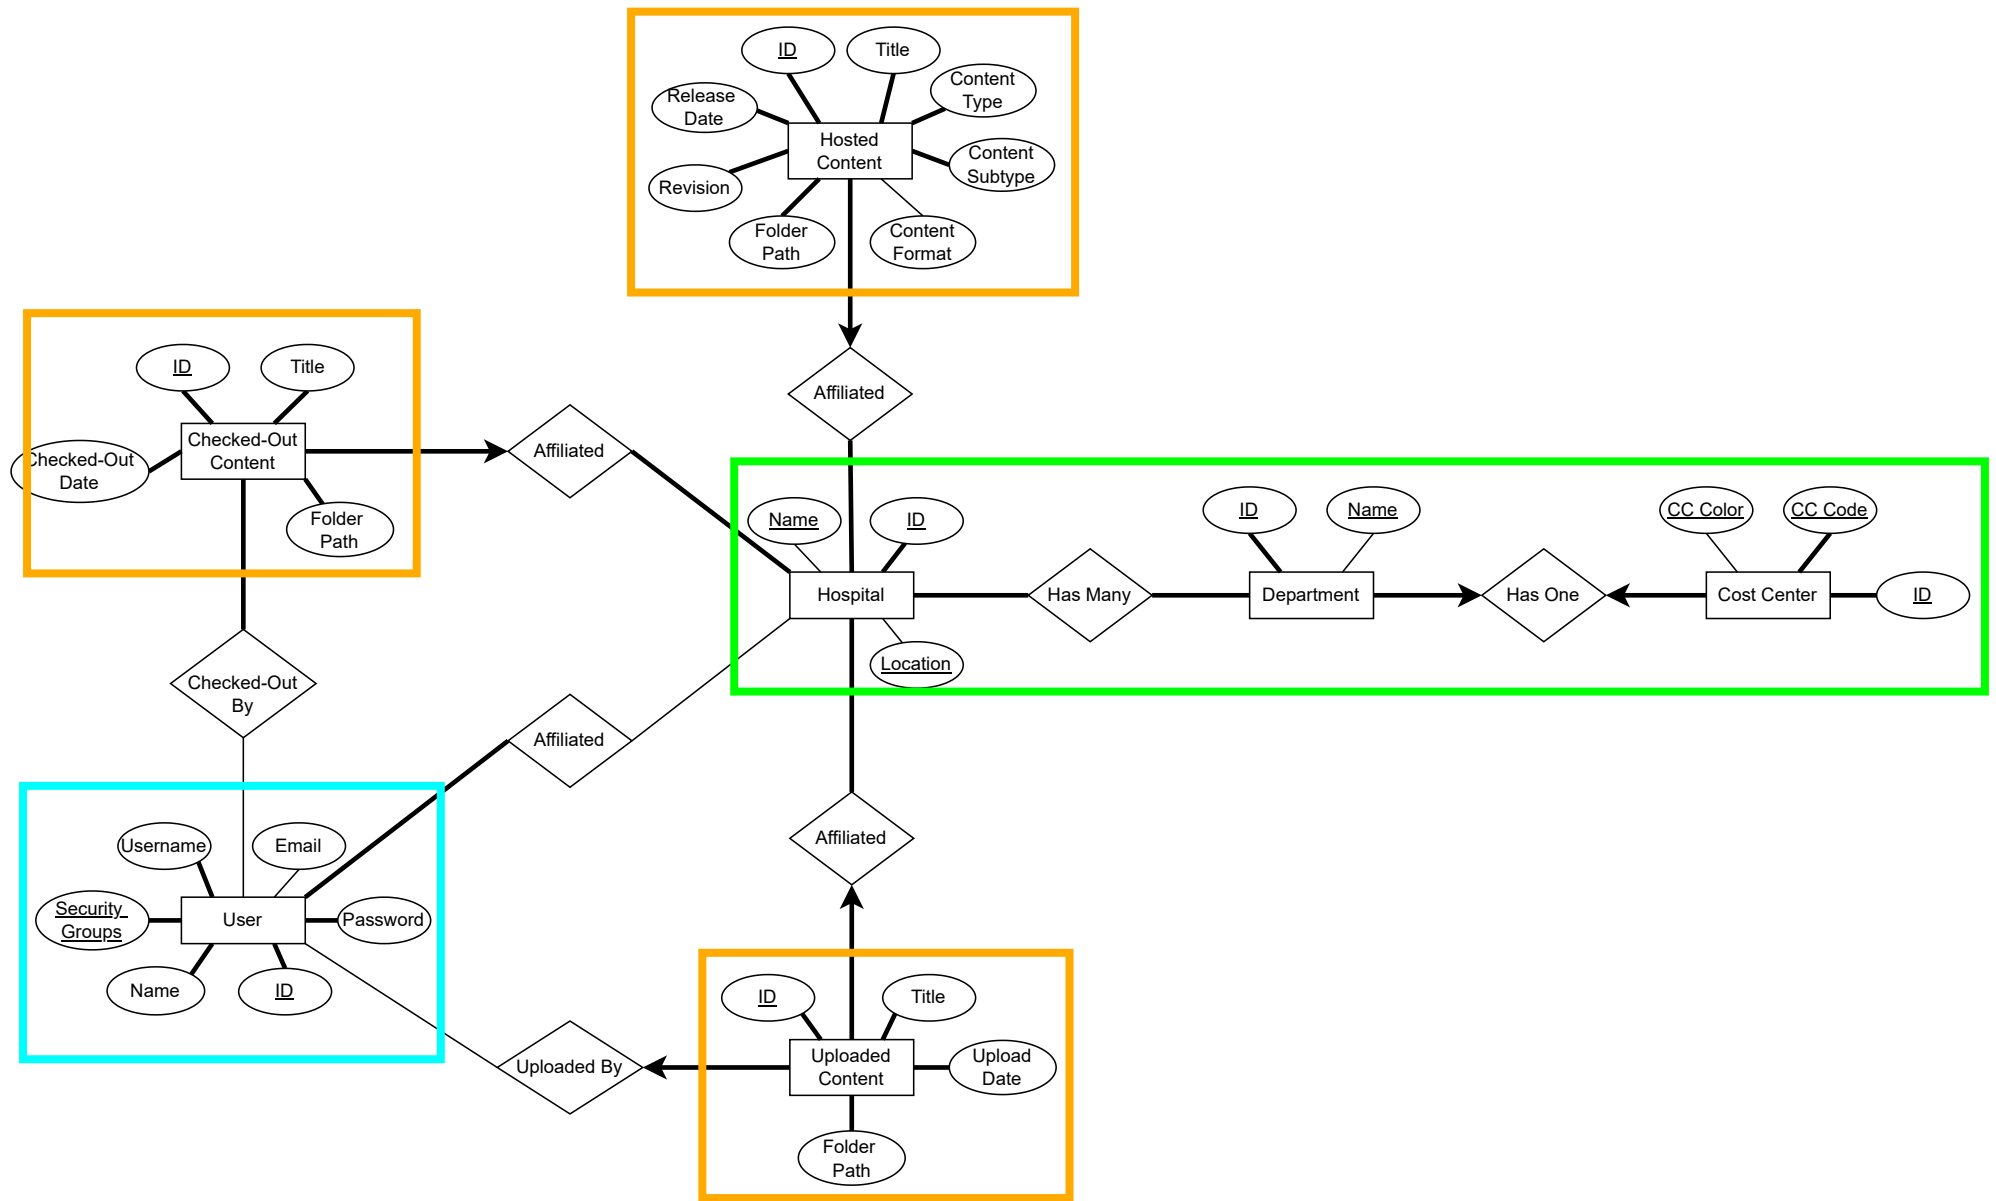 ID
Title
Content
Type
Release
Date
Hosted
Content
Content
Subtype
Revision
Folder
Path
Content
Format
ID
Title
Affiliated
Checked-Out
Content
Affiliated
Checked-Out
Date
Folder
Path
Name
ID
ID
Name
CC Color
CC Code
Hospital
Has Many
Department
Has One
Cost Center
ID
Location
Checked-Out
By
Affiliated
Username
Email
Affiliated
Security
Groups
User
Password
Name
ID
ID
Title
Uploaded By
Uploaded
Content
Upload
Date
Folder
Path